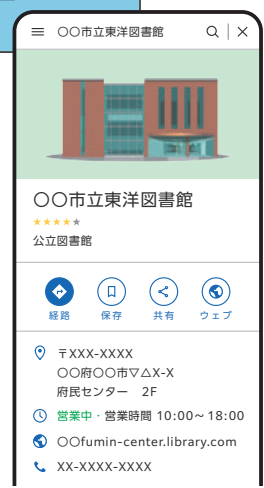 〇〇市立東洋図書館
〇〇市立東洋図書館
★★★★★
公立図書館
経路 保存 共有 ウェブ
〒XXX-XXXX
〇〇府〇〇市▽△X-X
府民センター 2F
営業中・営業時間 10:00〜18:00
〇〇fumin-center.library.com
XX-XXXX-XXXX